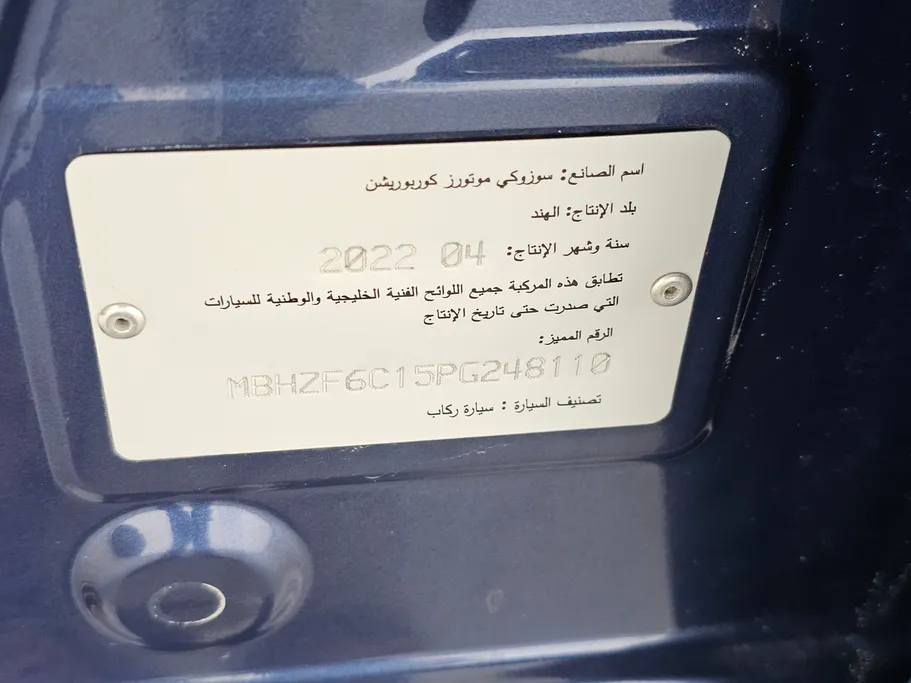 اسم الصانع: سوزوكي موتورز كوربوريشن
بلد الإنتاج: الهند
سنة وشهر الإنتاج: 2022 04
تطابق هذه المركبة جميع اللوائح الفنية الخليجية والوطنية للسيارات
التي صدرت حتى تاريخ الإنتاج
الرقم المميز:
MBHZF6C15PG248110
تصنيف السيارة : سيارة ركاب